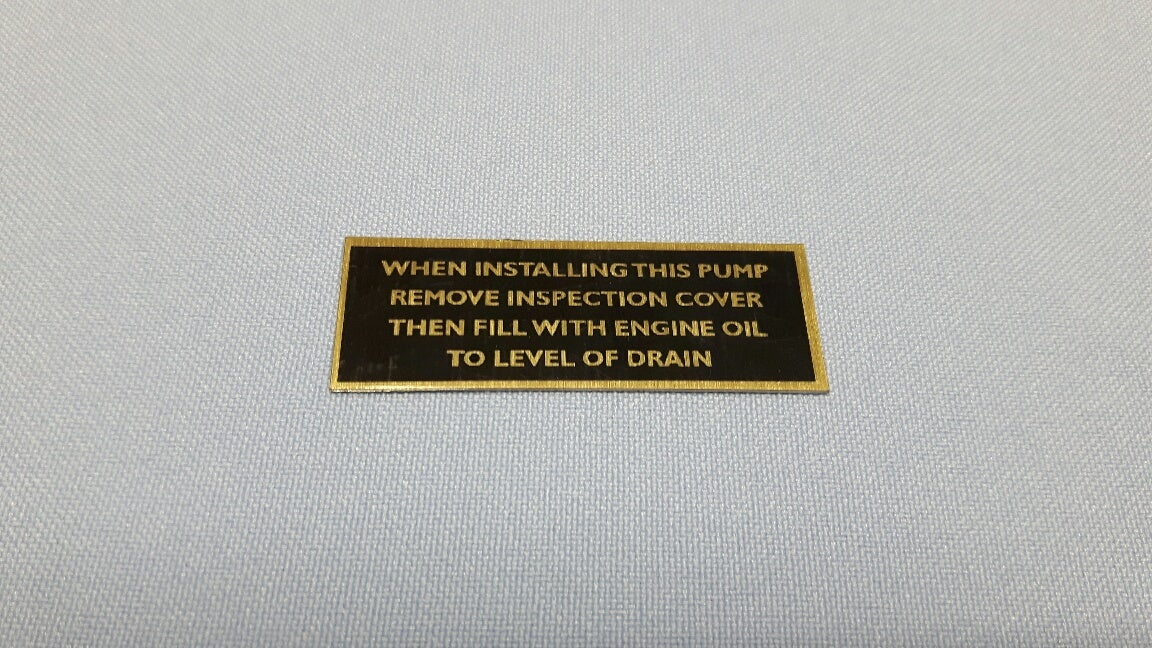 WHEN INSTALLING THIS PUMP
REMOVE INSPECTION COVER
THEN FILL WITH ENGINE OIL
TO LEVEL OF DRAIN